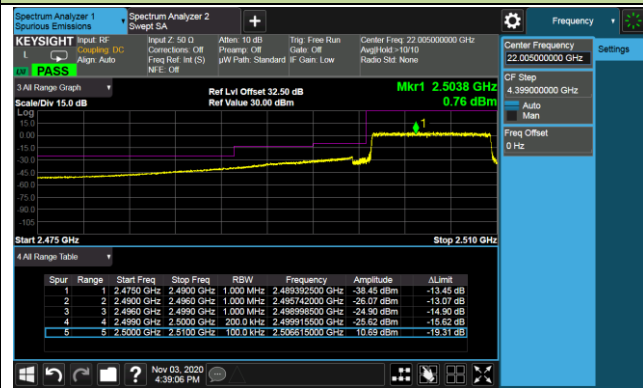 Spectrum Analyzer 1
Spurious Emissions
Spectrum Analyzer 2
Swept SA
Frequency
KEYSIGHT
L
PASS
Input: RF
Coupling: DC
Align: Auto
Input Z: 50 Ω
Corrections: Off
Freq Ref: Int (S)
NFE: Off
Atten: 10 dB
Preamp: Off
µW Path: Standard
Trig: Free Run
Gate: Off
IF Gain: Low
Center Freq: 22.005000000 GHz
Avg|Hold:>10/10
Radio Std: None
Center Frequency
22.005000000 GHz
Settings
CF Step
4.399000000 GHz
Auto
Man
Freq Offset
0 Hz
3 All Range Graph
Scale/Div 15.0 dB
Ref Lvl Offset 32.50 dB
Ref Value 30.00 dBm
Mkr1 2.5038 GHz
0.76 dBm
Log
15.0
0.00
-15.0
-30.0
-45.0
-60.0
-75.0
-90.0
-105
1
Start 2.475 GHz
Stop 2.510 GHz
4 All Range Table
Spur Range Start Freq Stop Freq RBW Frequency Amplitude ΔLimit
1 1 2.4750 GHz 2.4900 GHz 1.000 MHz 2.489392500 GHz -38.45 dBm -13.45 dB
2 2 2.4900 GHz 2.4960 GHz 1.000 MHz 2.495742000 GHz -26.07 dBm -13.07 dB
3 3 2.4960 GHz 2.4990 GHz 1.000 MHz 2.498998500 GHz -24.90 dBm -14.90 dB
4 4 2.4990 GHz 2.5000 GHz 200.0 kHz 2.499915500 GHz -25.62 dBm -15.62 dB
5 5 2.5000 GHz 2.5100 GHz 100.0 kHz 2.506615000 GHz 10.69 dBm -19.31 dB
Nov 03, 2020
4:39:06 PM